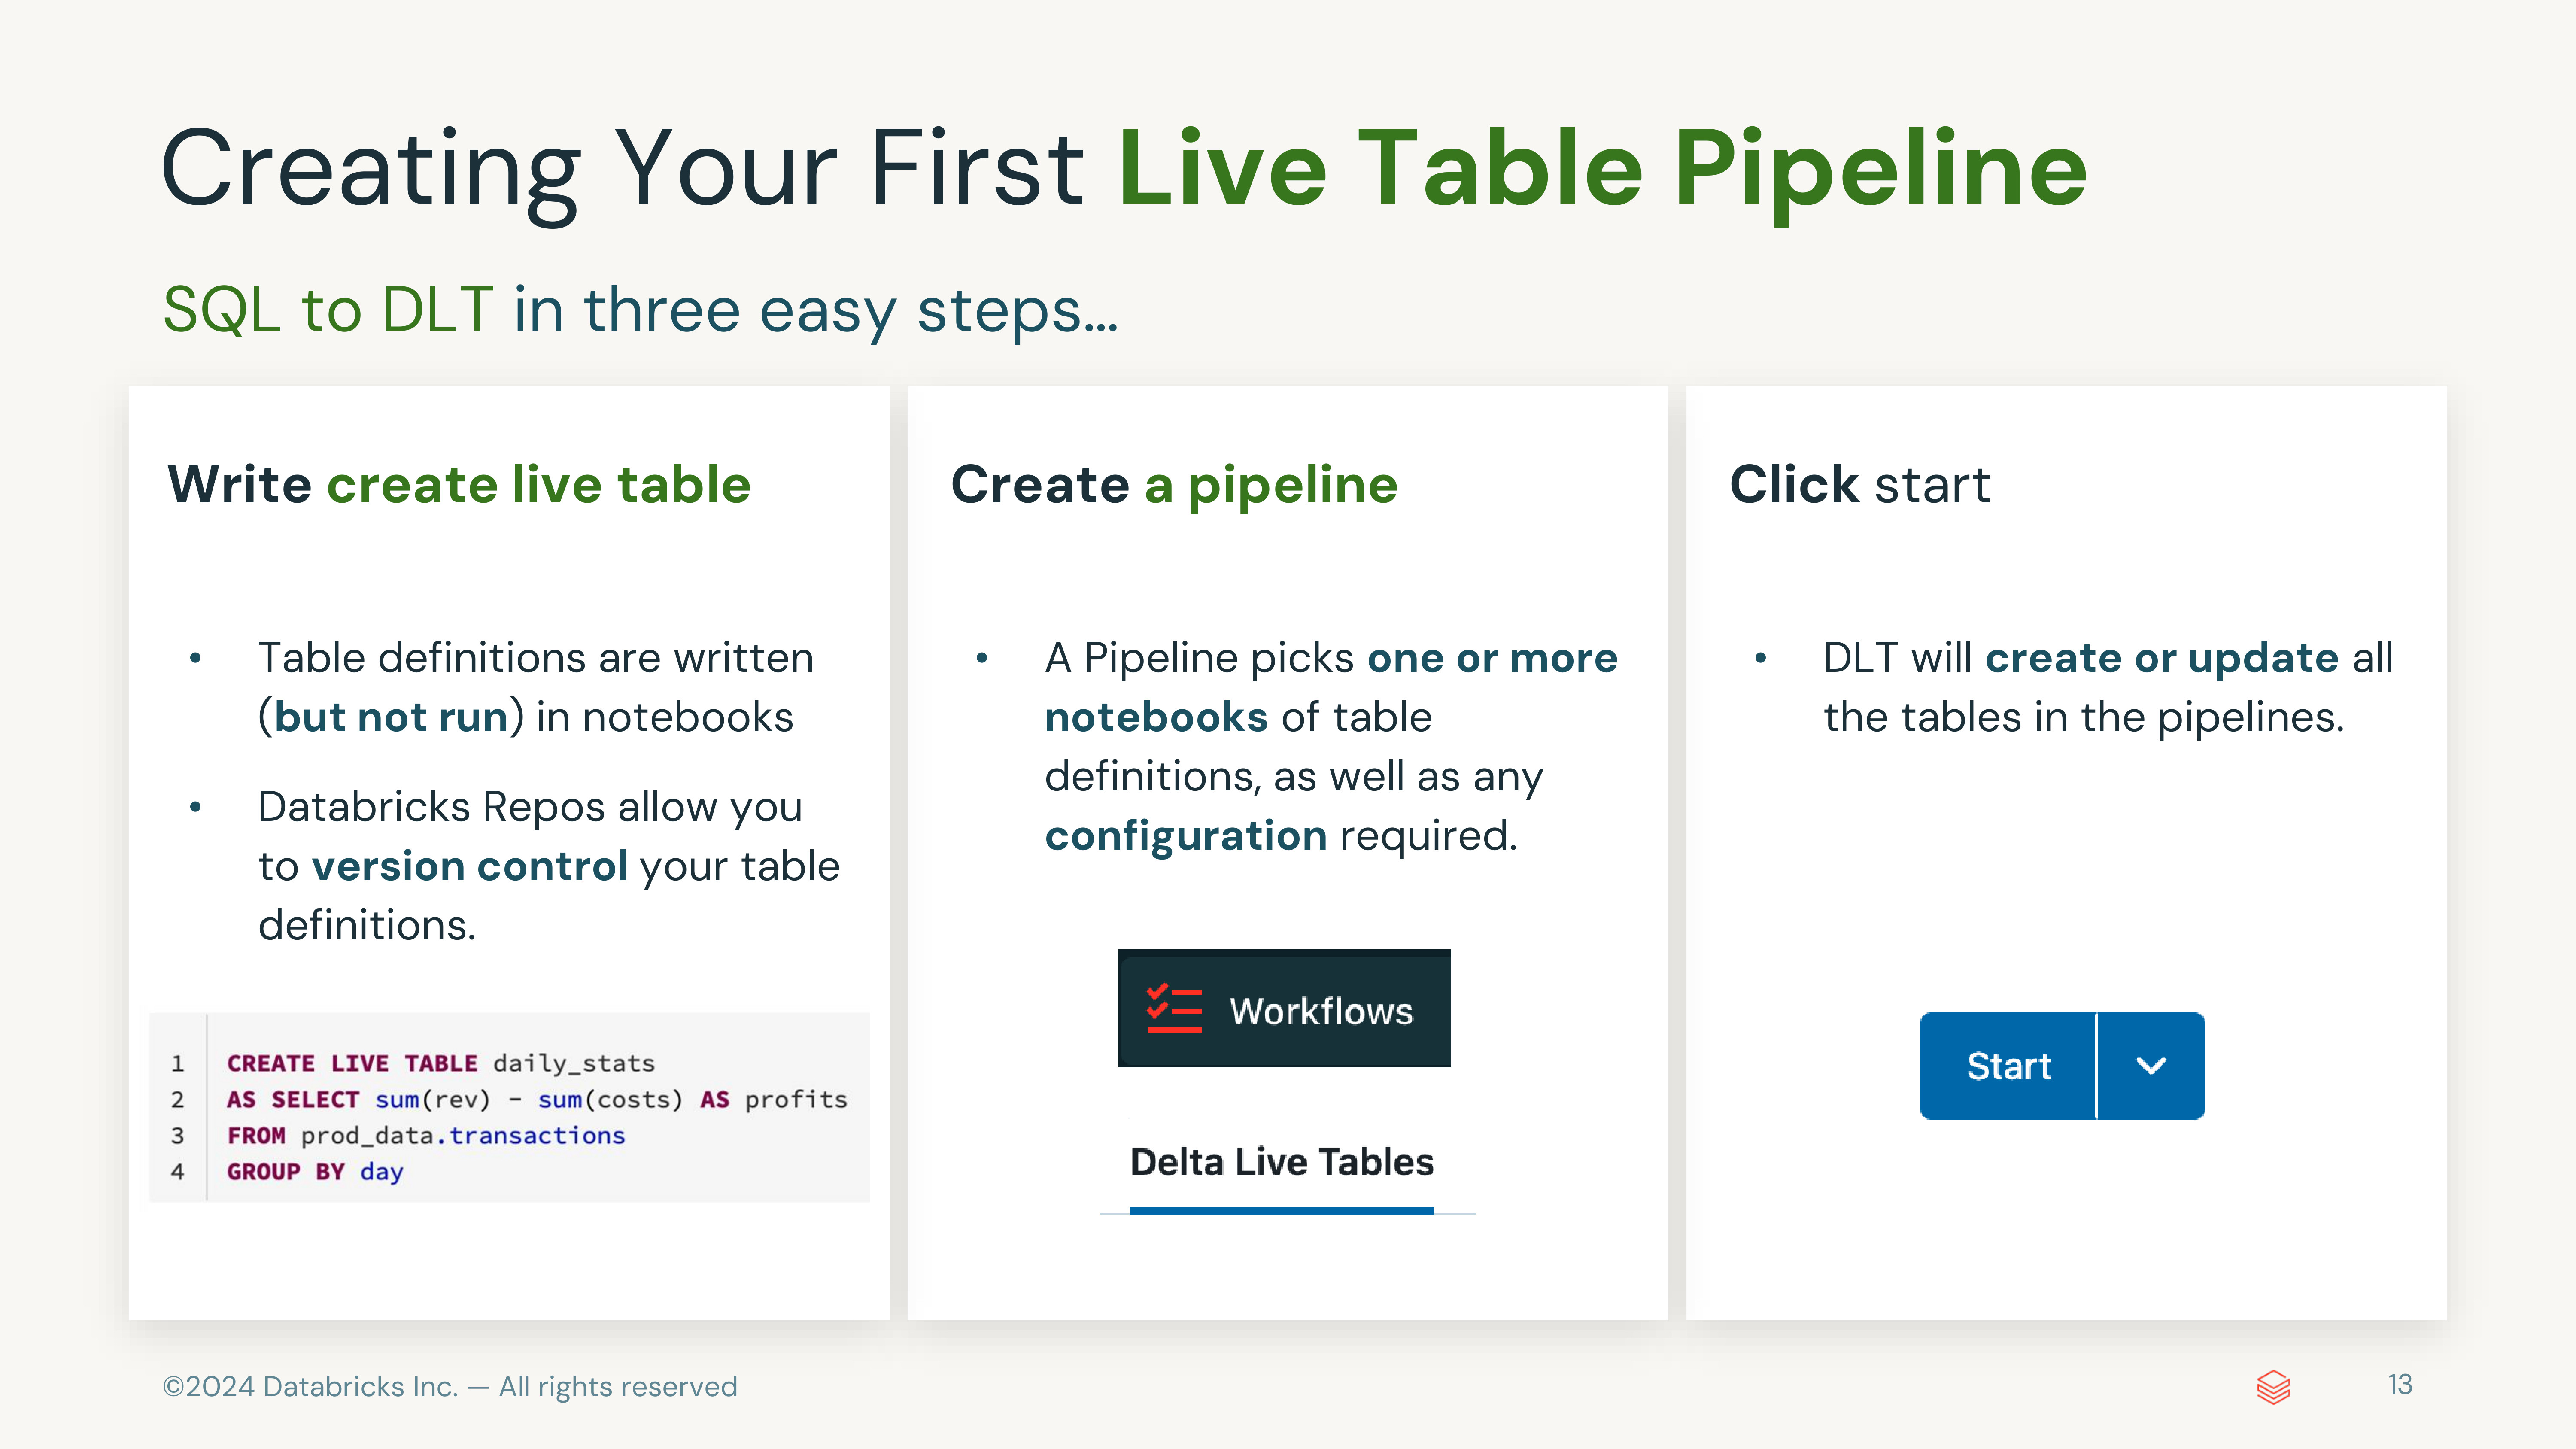 Creating Your First Live Table Pipeline
SQL to DLT in three easy steps…
Write create live table
• Table definitions are written
(but not run) in notebooks
• Databricks Repos allow you
to version control your table
definitions.
1 CREATE LIVE TABLE daily_stats
2 AS SELECT sum(rev) - sum(costs) AS profits
3 FROM prod_data.transactions
4 GROUP BY day
Create a pipeline
• A Pipeline picks one or more
notebooks of table
definitions, as well as any
configuration required.
Workflows
Delta Live Tables
Click start
• DLT will create or update all
the tables in the pipelines.
Start
©2024 Databricks Inc. — All rights reserved
13